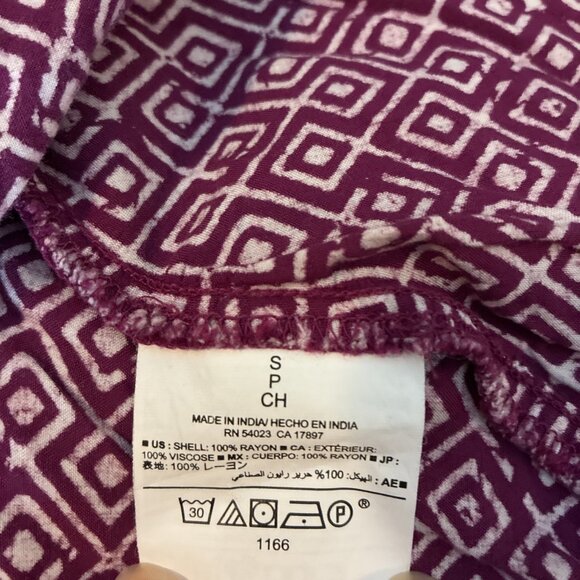 S
P
CH
MADE IN INDIA/ HECHO EN INDIA
RN 54023 CA 17897
■ US : SHELL: 100% RAYON ■ CA : EXTÉRIEUR:
100% VISCOSE ■ MX : CUERPO: 100% RAYON ■ JP :
表地: 100% レーヨン
■ AE : الهيكل: 100% حرير رايون الصناعي
30 P ®
1166